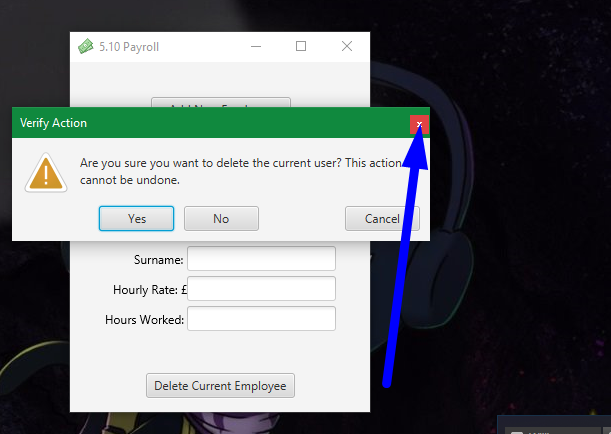 5.10 Payroll
Verify Action
Are you sure you want to delete the current user? This action
cannot be undone.
Yes
No
Cancel
Surname:
Hourly Rate: £
Hours Worked:
Delete Current Employee